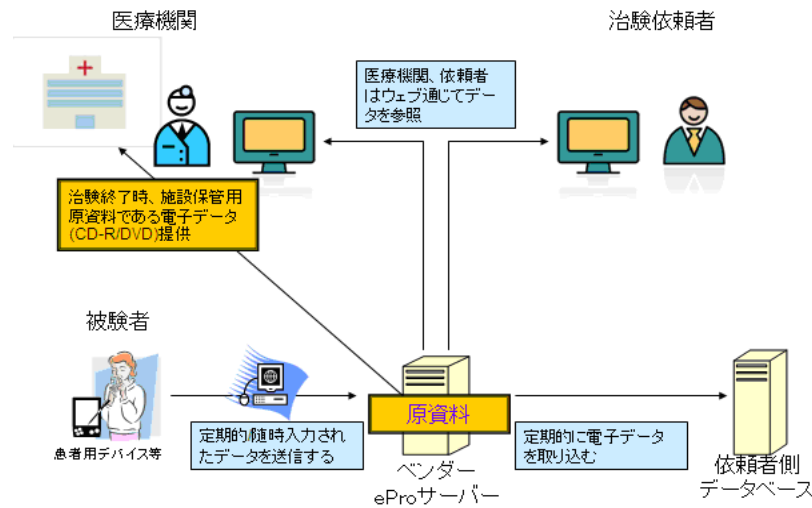 医療機関
治験依頼者
医療機関、依頼者
はウェブ通じてデー
タを参照
治験終了時、施設保管用
原資料である電子データ
(CD-R/DVD)提供
被験者
原資料
患者用デバイス等
定期的/随時入力され
たデータを送信する
定期的に電子データ
を取り込む
ベンダー
eProサーバー
依頼者側
データベース